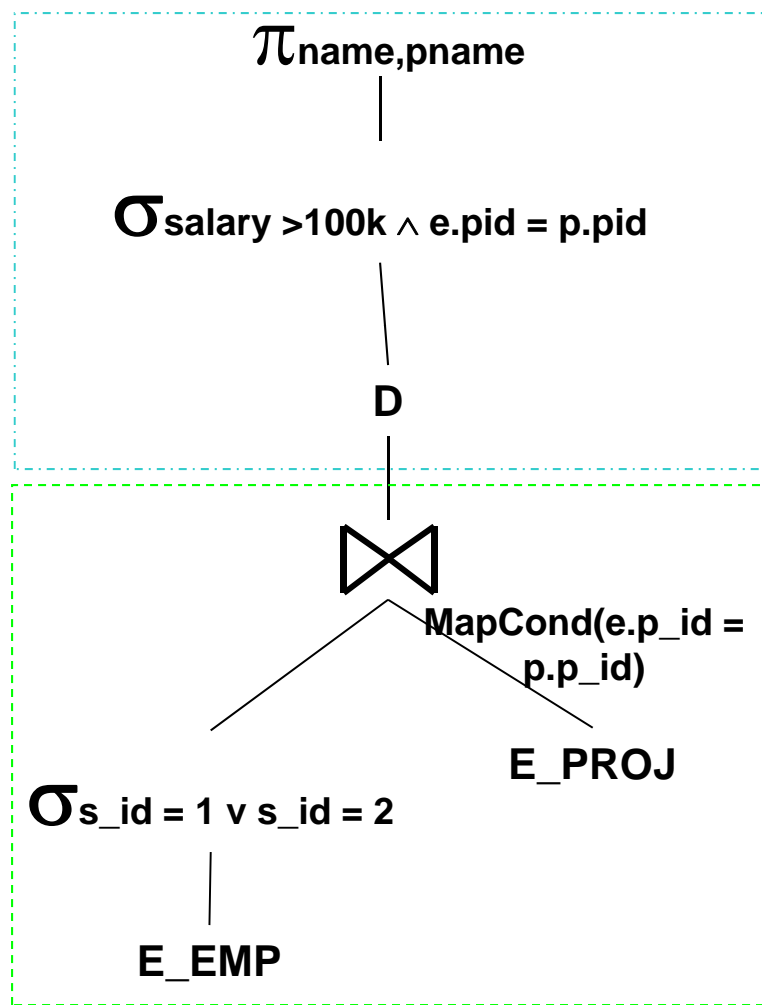 πname,pname
σsalary >100k ∧ e.pid = p.pid
D
MapCond(e.p_id =
p.p_id)
E_PROJ
σs_id = 1 v s_id = 2
E_EMP